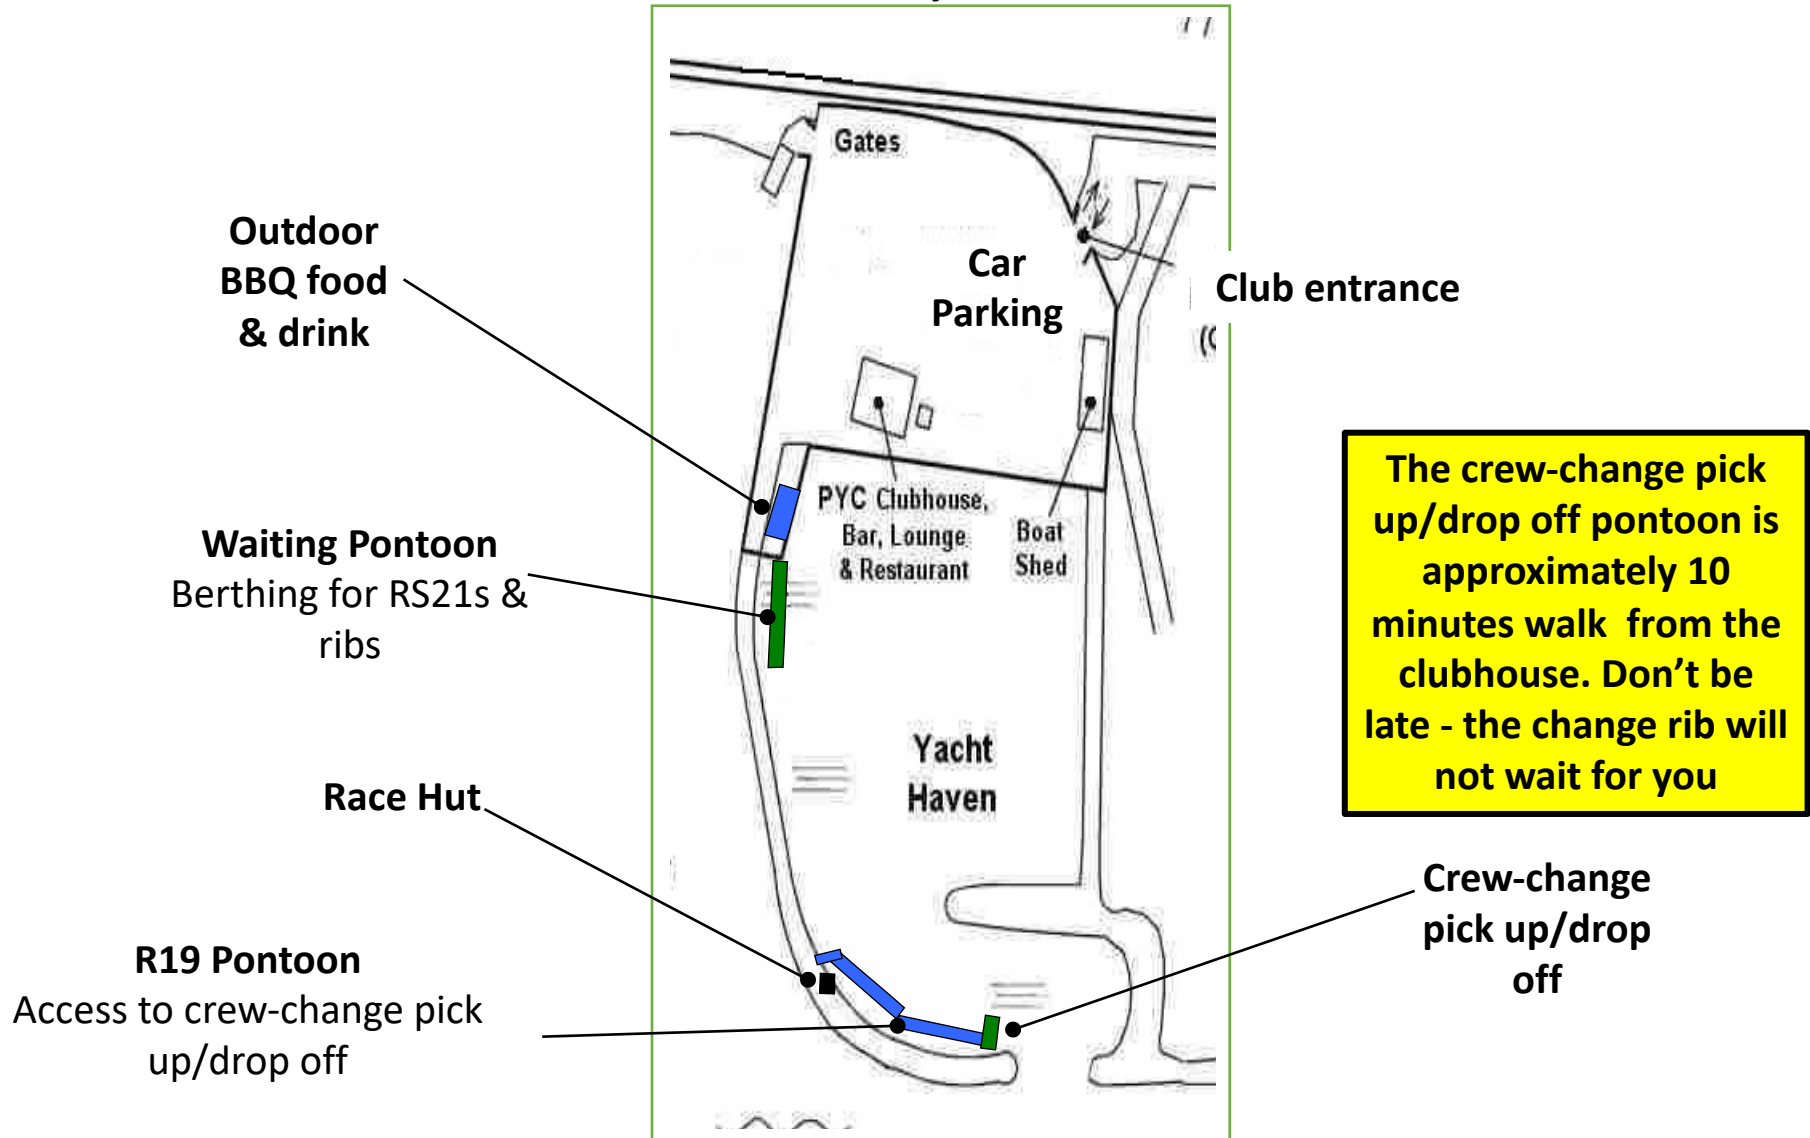 Gates
Outdoor
BBQ food
& drink
Car
Parking
Club entrance
PYC Clubhouse,
Bar, Lounge
& Restaurant
Boat
Shed
Waiting Pontoon
Berthing for RS21s &
ribs
The crew-change pick
up/drop off pontoon is
approximately 10
minutes walk from the
clubhouse. Don’t be
late - the change rib will
not wait for you
Yacht
Haven
Race Hut
Crew-change
pick up/drop
off
R19 Pontoon
Access to crew-change pick
up/drop off